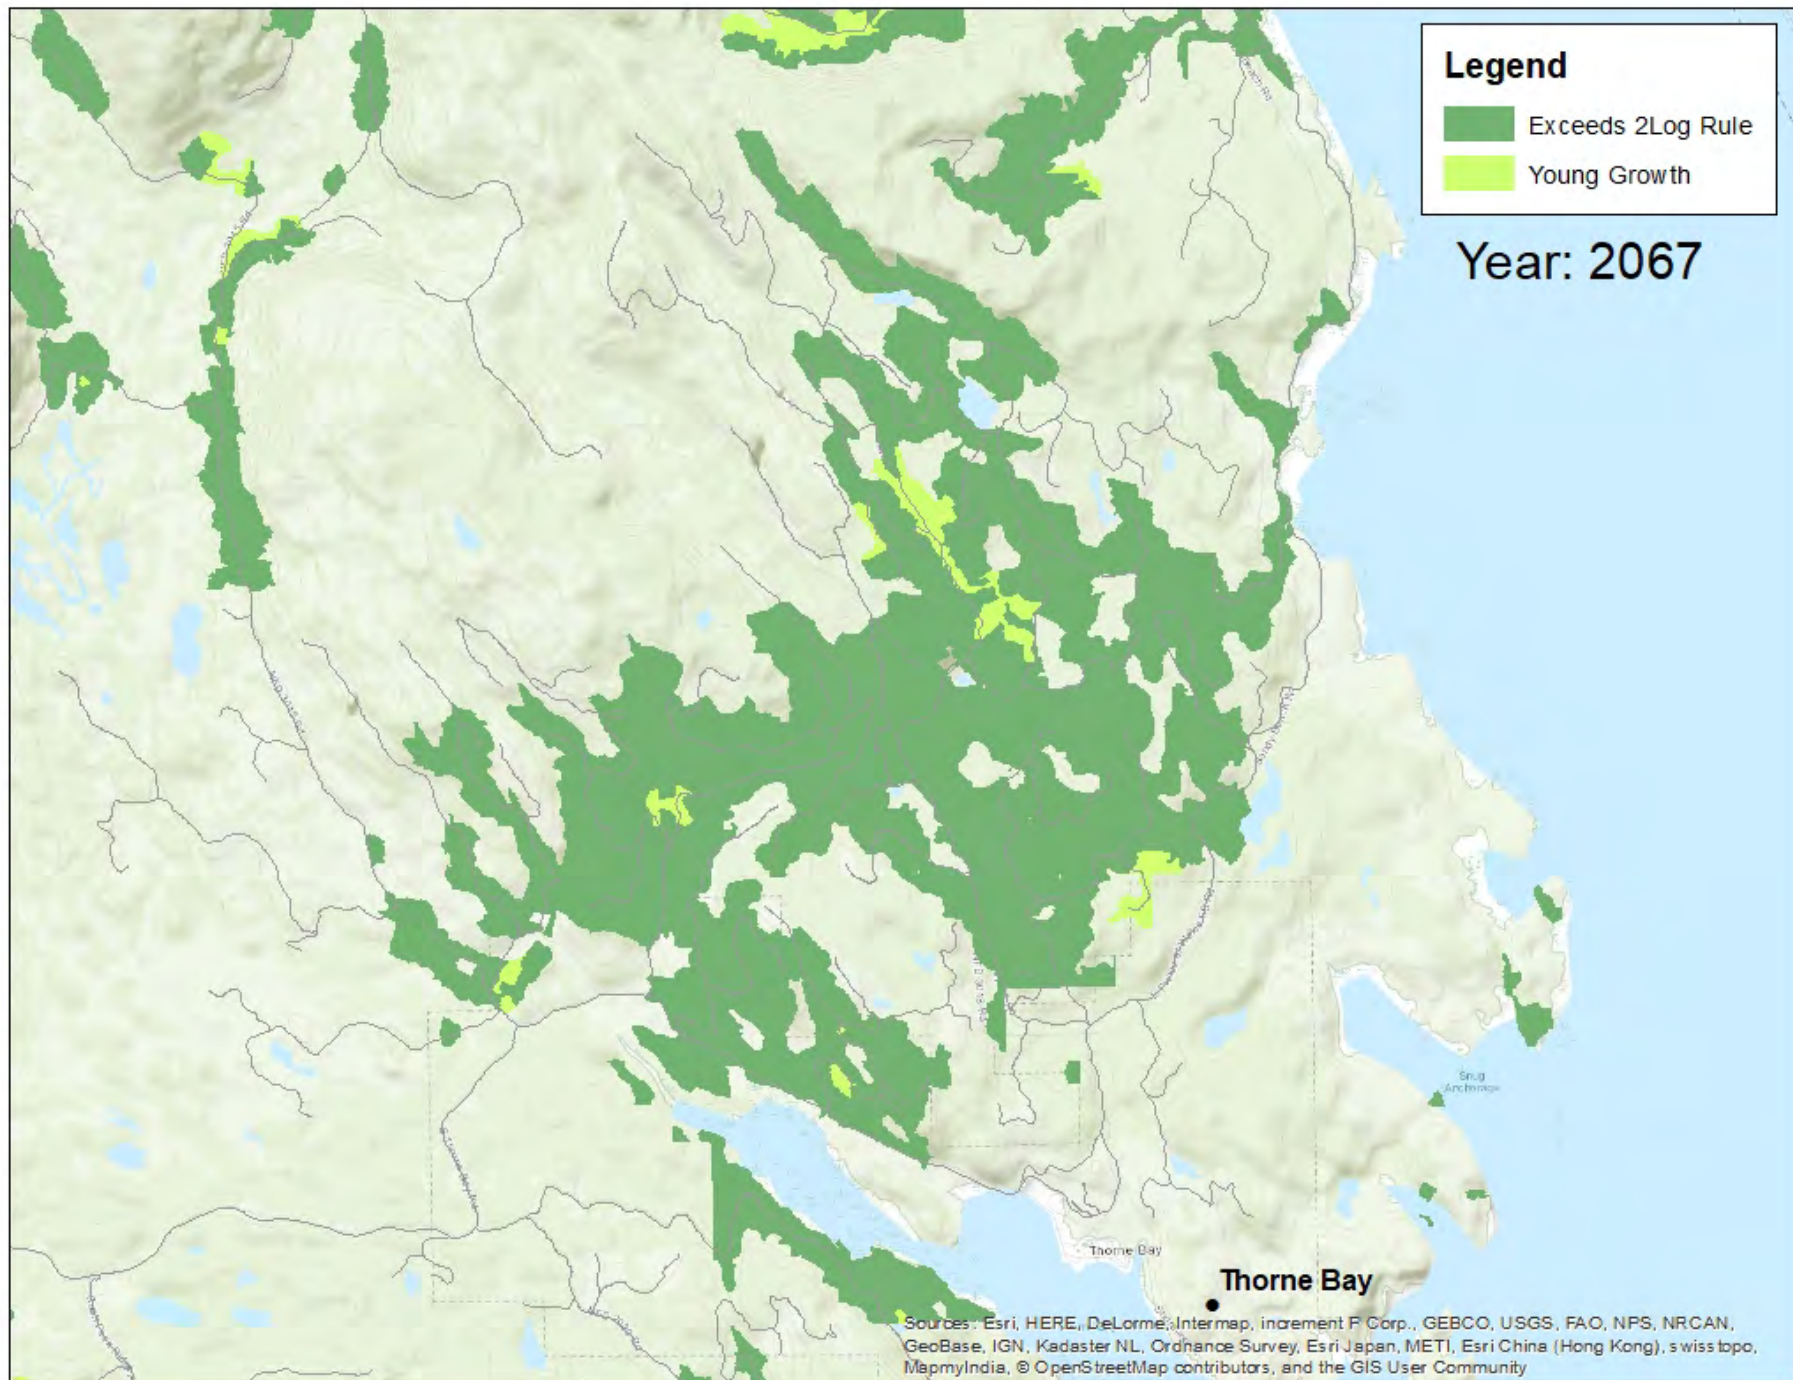 Legend
Exceeds 2Log Rule
Young Growth
Year: 2067
Snug
Anchorage
Thorne Bay
Thorne Bay
Sources: Esri, HERE, DeLorme, Intermap, increment P Corp., GEBCO, USGS, FAO, NPS, NRCAN,
GeoBase, IGN, Kadaster NL, Ordnance Survey, Esri Japan, METI, Esri China (Hong Kong), swisstopo,
MapmyIndia, © OpenStreetMap contributors, and the GIS User Community